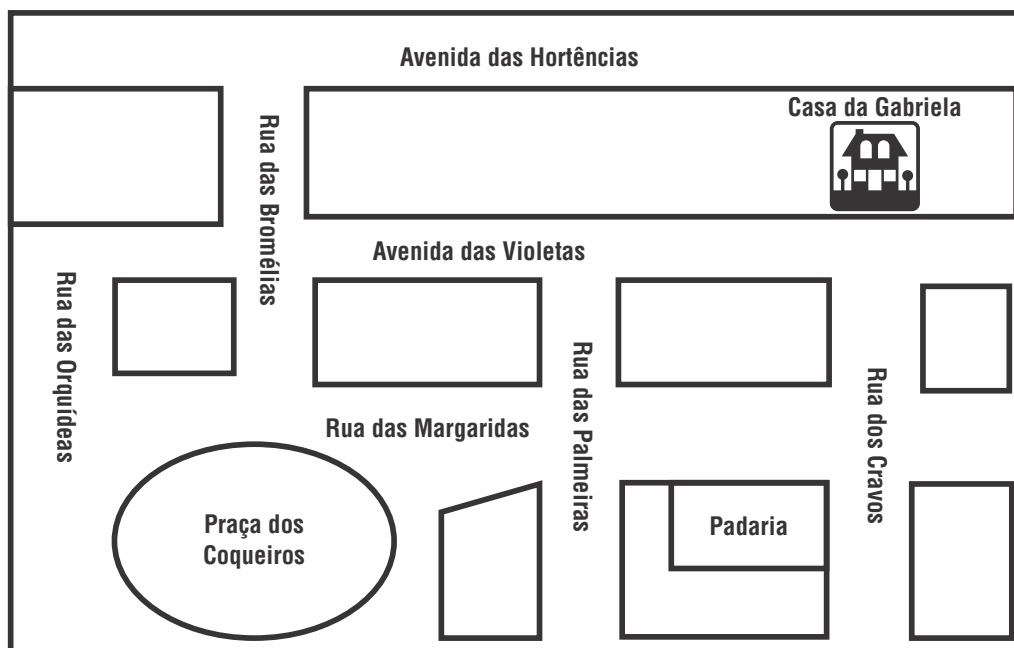 Avenida das Hortências
Casa da Gabriela
Rua das Bromélias
Avenida das Violetas
Rua das Orquídeas
Rua das Palmeiras
Rua dos Cravos
Rua das Margaridas
Praça dos
Coqueiros
Padaria